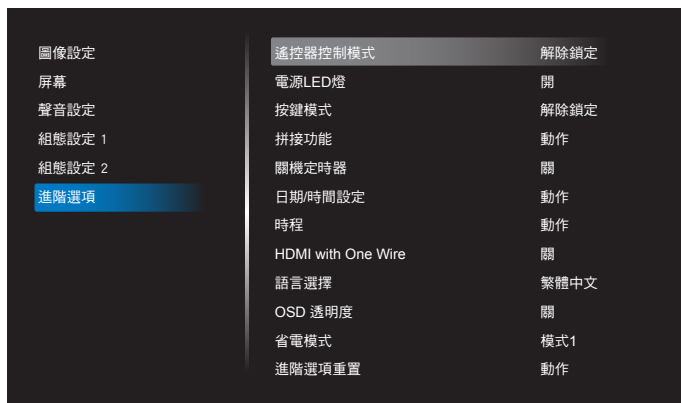 圖像設定
屏幕
聲音設定
組態設定 1
組態設定 2
進階選項
遙控器控制模式 解除鎖定
電源LED燈 開
按鍵模式 解除鎖定
拼接功能 動作
關機定時器 關
日期/時間設定 動作
時程 動作
HDMI with One Wire 關
語言選擇 繁體中文
OSD 透明度 關
省電模式 模式1
進階選項重置 動作